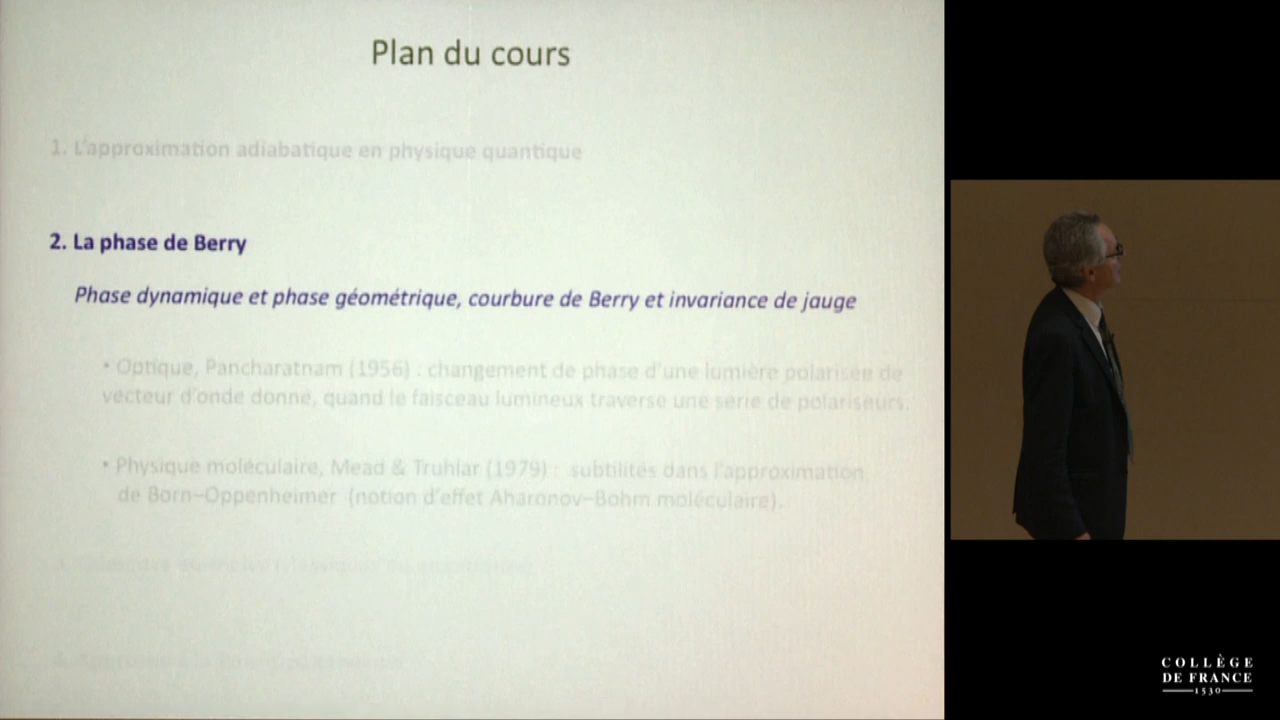 Plan du cours
1. L'approximation adiabatique en physique quantique
2. La phase de Berry
Phase dynamique et phase géométrique, courbure de Berry et invariance de jauge
• Optique, Pancharatnam (1956) : changement de phase d'une lumière polarisée de
vecteur d'onde donné, quand le faisceau lumineux traverse une série de polariseurs.
• Physique moléculaire, Mead & Truhlar (1979) : subtilités dans l'approximation
de Born–Oppenheimer (notion d'effet Aharonov–Bohm moléculaire).
COLLÈGE
DE FRANCE
1530